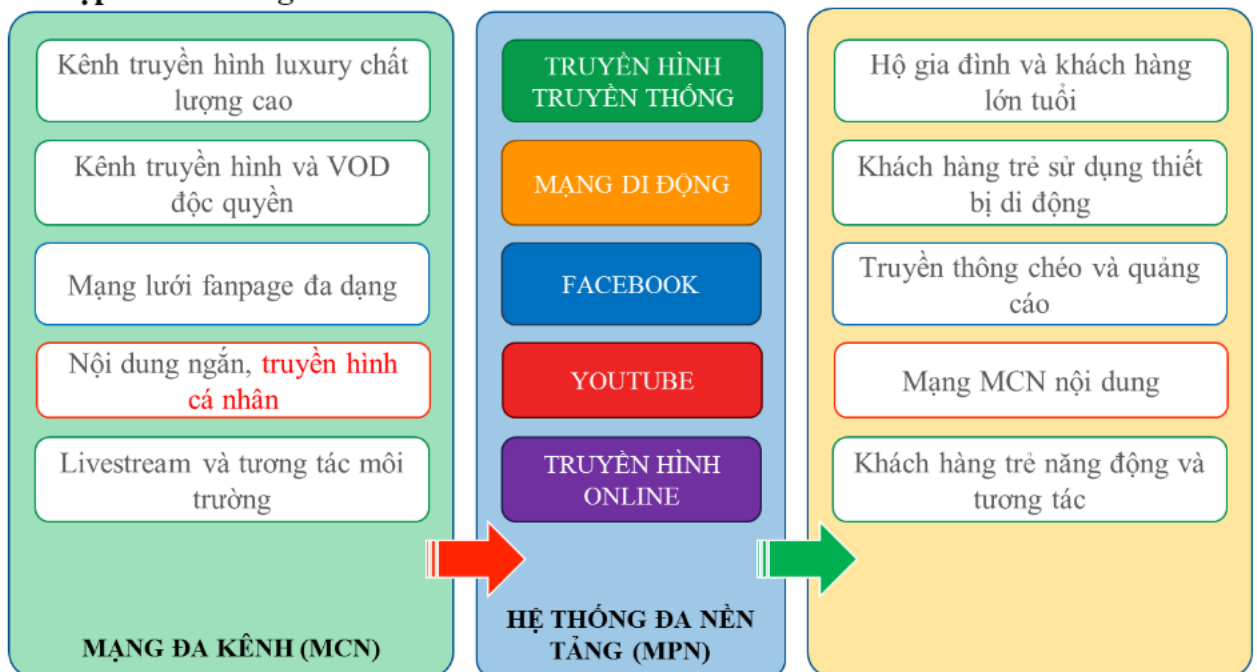 Kênh truyền hình luxury chất
lượng cao
Kênh truyền hình và VOD
độc quyền
Mạng lưới fanpage đa dạng
Nội dung ngắn, truyền hình
cá nhân
Livestream và tương tác môi
trường
MẠNG ĐA KÊNH (MCN)
TRUYỀN HÌNH
TRUYỀN THỐNG
MẠNG DI ĐỘNG
FACEBOOK
YOUTUBE
TRUYỀN HÌNH
ONLINE
HỆ THỐNG ĐA NỀN
TẢNG (MPN)
Hộ gia đình và khách hàng
lớn tuổi
Khách hàng trẻ sử dụng thiết
bị di động
Truyền thông chéo và quảng
cáo
Mạng MCN nội dung
Khách hàng trẻ năng động và
tương tác